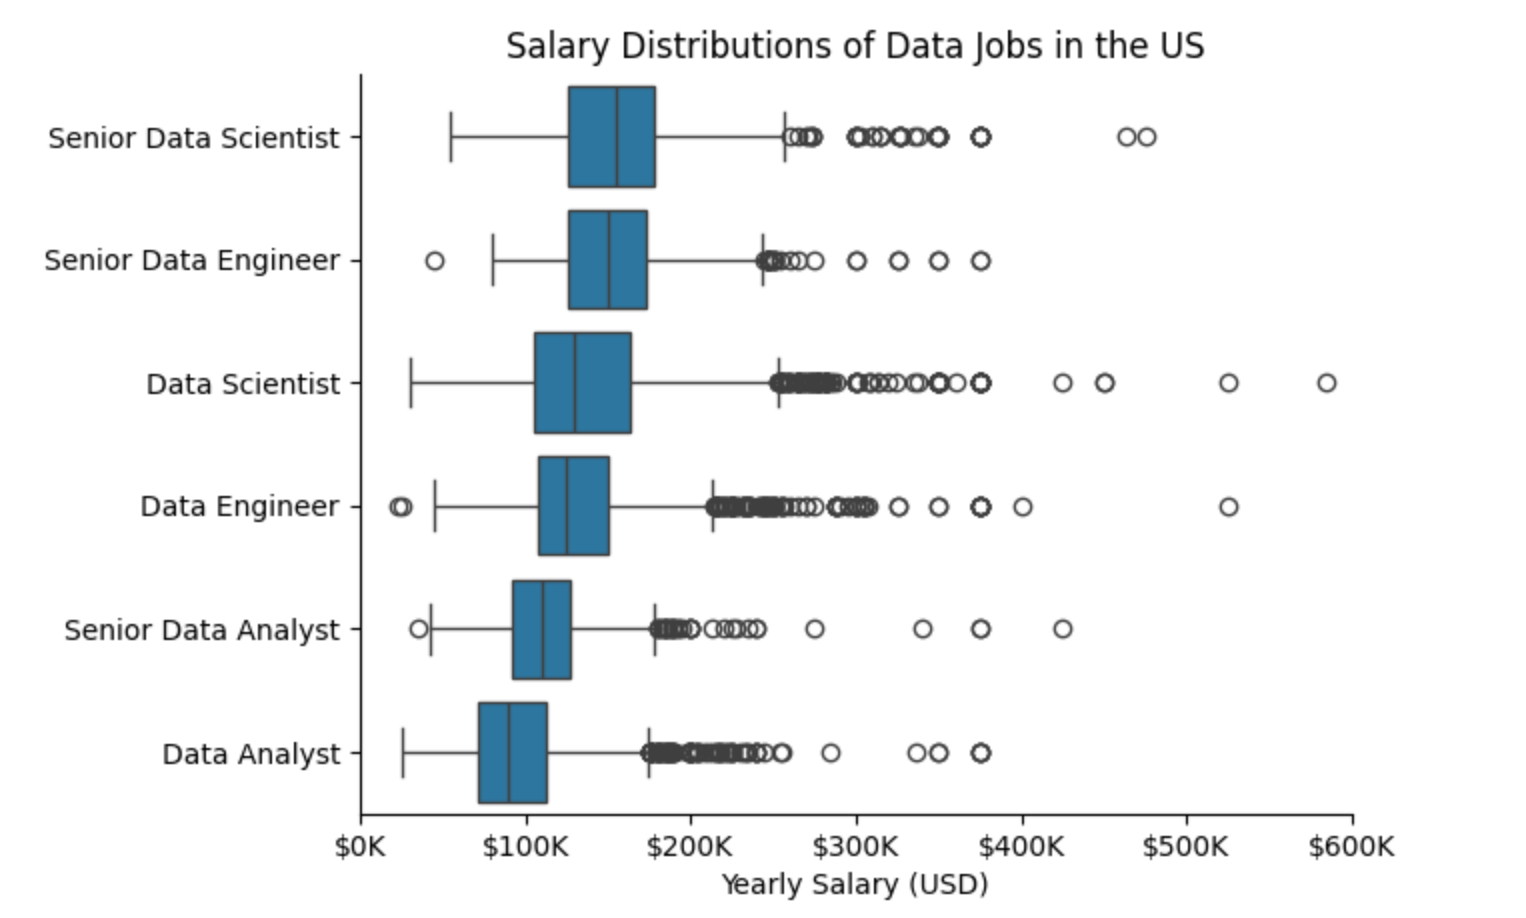 Salary Distributions of Data Jobs in the US
Senior Data Scientist
Senior Data Engineer
Data Scientist
Data Engineer
Senior Data Analyst
Data Analyst
$0K $100K $200K $300K $400K $500K $600K
Yearly Salary (USD)